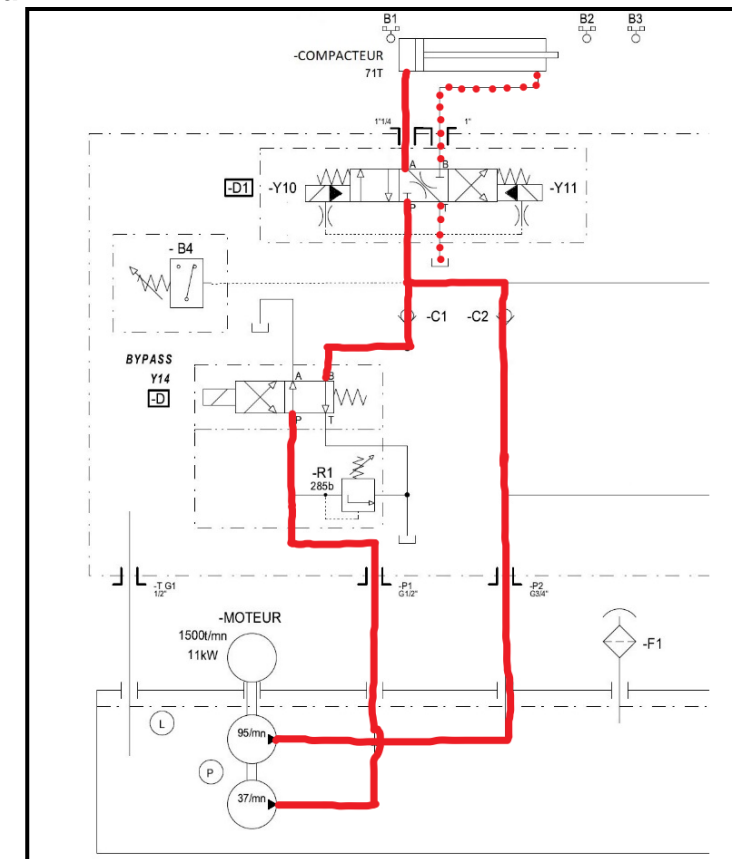 B1
B2
B3
-COMPACTEUR
71T
1"1/4
1"
A
B
-D1
-Y10
-Y11
P
T
- B4
-C1
-C2
BYPASS
Y14
-D
A
B
P
T
-R1
285b
-T G1
1/2"
-P1
G1/2"
-P2
G3/4"
-MOTEUR
1500t/mn
11kW
-F1
L
95/mn
P
37/mn